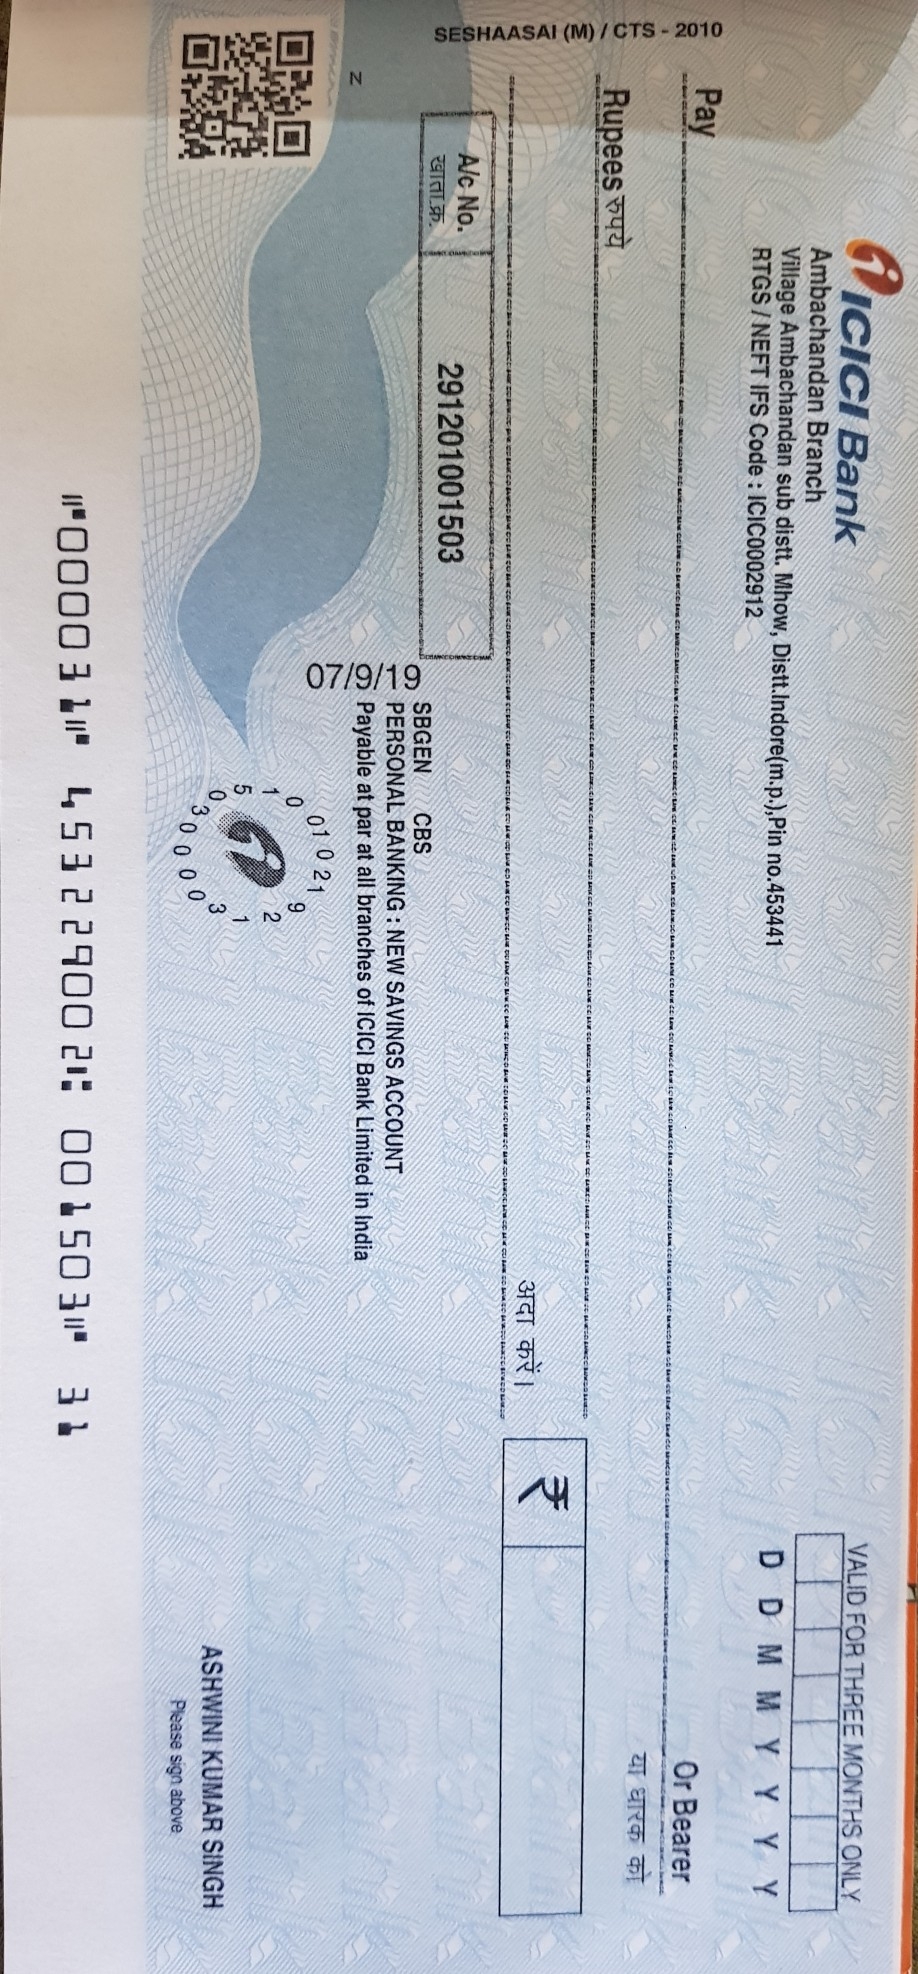 SESHAASAI (M) / CTS - 2010
ICICI Bank
Ambachandan Branch
Village Ambachandan sub distt. Mhow, Distt.Indore(m.p.),Pin no.453441
RTGS / NEFT IFS Code : ICIC0002912
VALID FOR THREE MONTHS ONLY
D D M M Y Y Y Y
Pay
Or Bearer
या धारक को
Rupees रुपये
अदा करें।
₹
A/c No.
खाता क्र.
291201001503
SBGEN CBS
07/9/19
PERSONAL BANKING : NEW SAVINGS ACCOUNT
Payable at par at all branches of ICICI Bank Limited in India
Z
ASHWINI KUMAR SINGH
Please sign above
⑈000031⑈ 453229002⑆ 001503⑈ 31